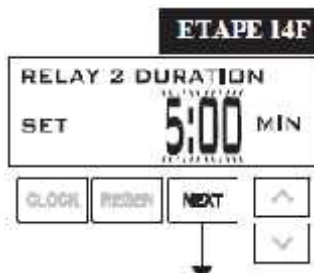 ETAPE 14F
RELAY 2 DURATION
SET 5:00 MIN
CLOCK REGEN NEXT